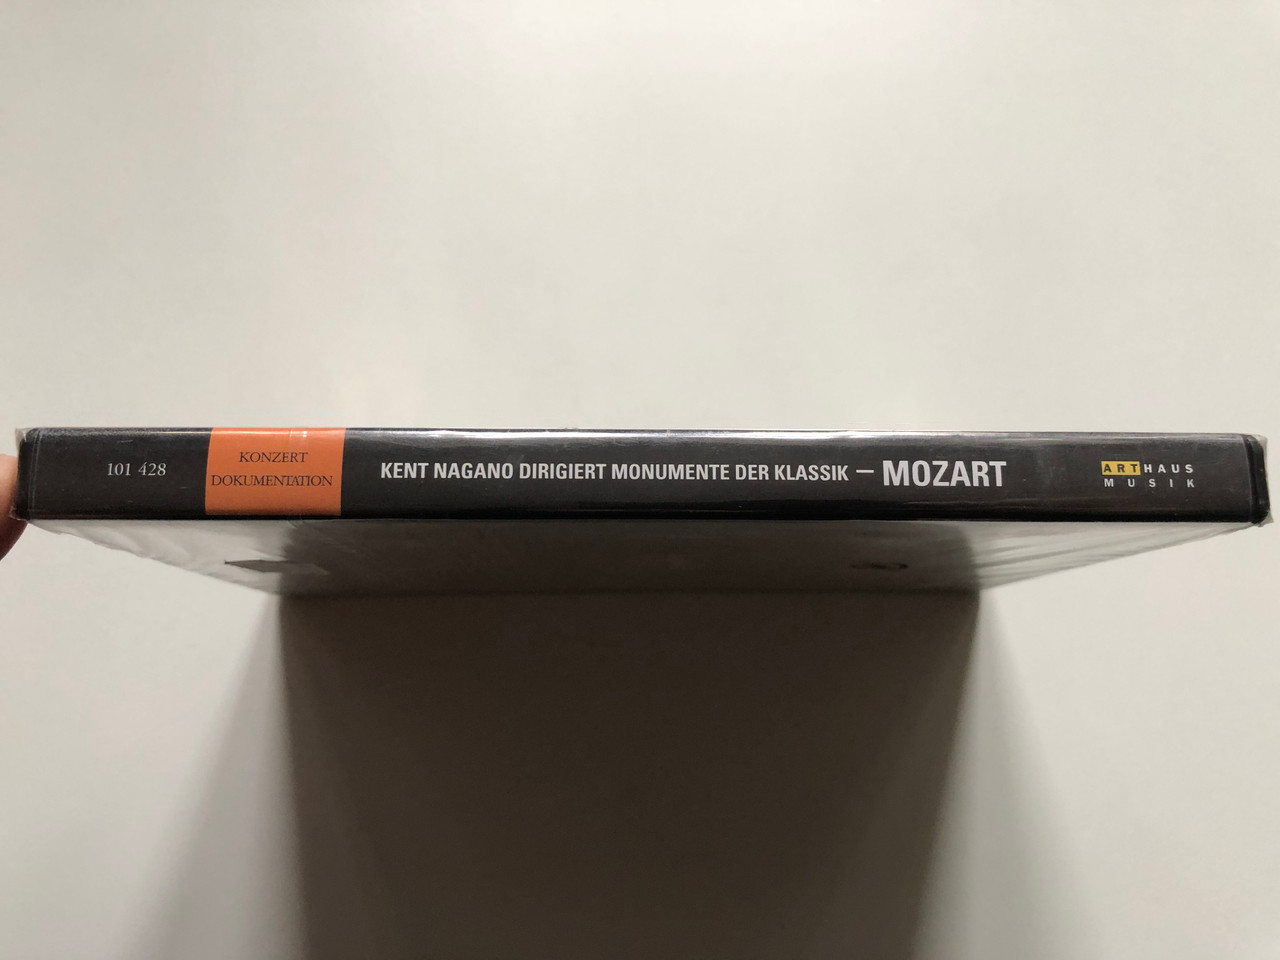 101 428
KONZERT
DOKUMENTATION
KENT NAGANO DIRIGIERT MONUMENTE DER KLASSIK – MOZART
ARTHAUS
MUSIK